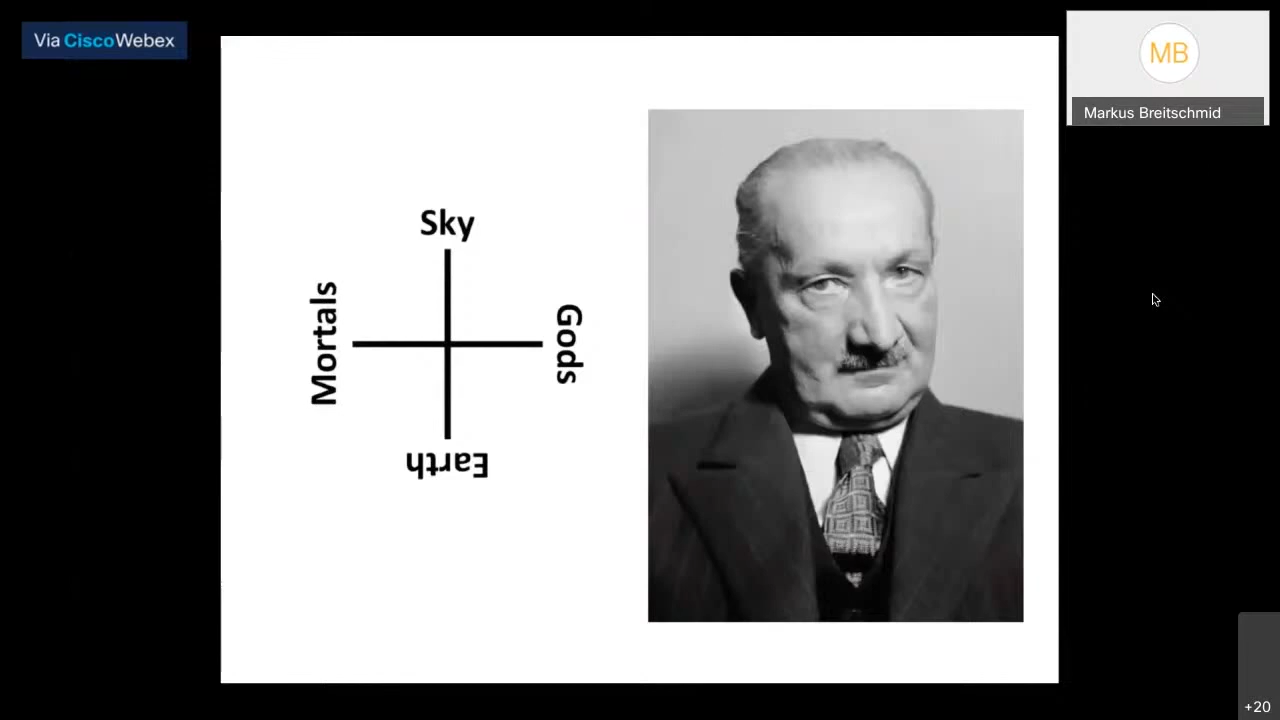 Via CiscoWebex
MB
Markus Breitschmid
Sky
Mortals
Gods
Earth
+20